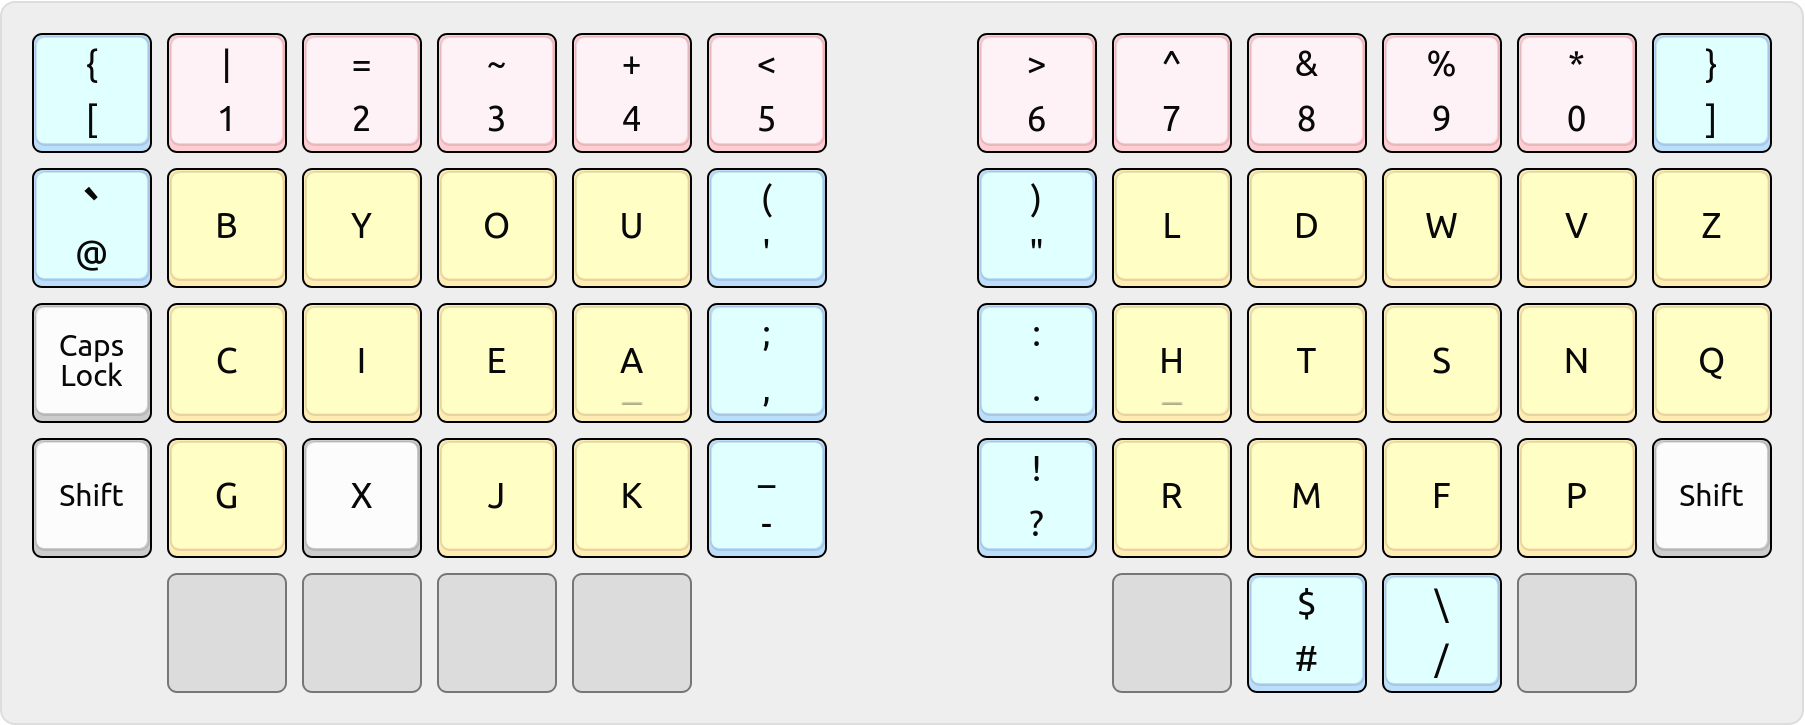 { | = ~ + < > ^ & % * }
[ 1 2 3 4 5 6 7 8 9 0 ]
` B Y O U ( ) L D W V Z
@ ' "
Caps Lock C I E A ; : H T S N Q
_ , . _
Shift G X J K _ ! R M F P Shift
- ?
$ \
# /